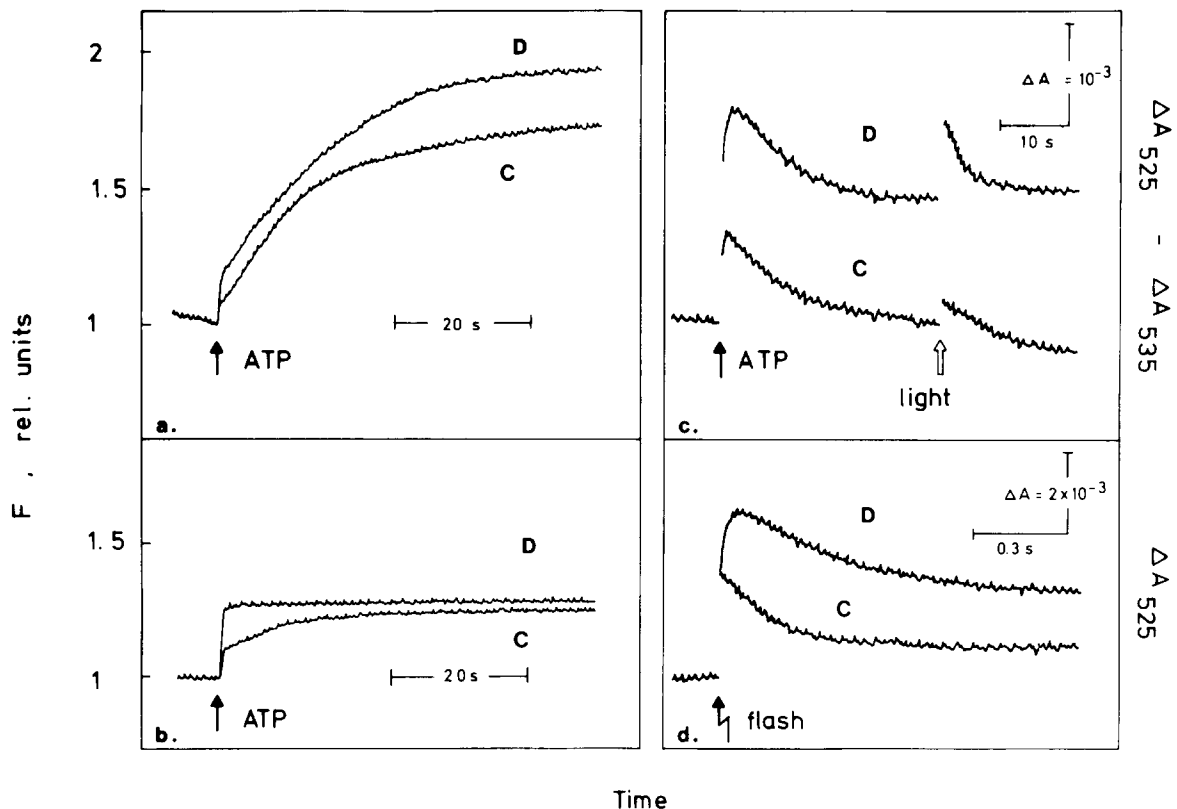 F , rel. units
2
1.5
1
D
C
20 s
ATP
a.
1.5
1
D
C
20 s
ATP
b.
ΔA = 10⁻³
10 s
D
C
ATP
light
c.
ΔA 525 - ΔA 535
ΔA = 2×10⁻³
0.3 s
D
C
flash
d.
ΔA 525
Time